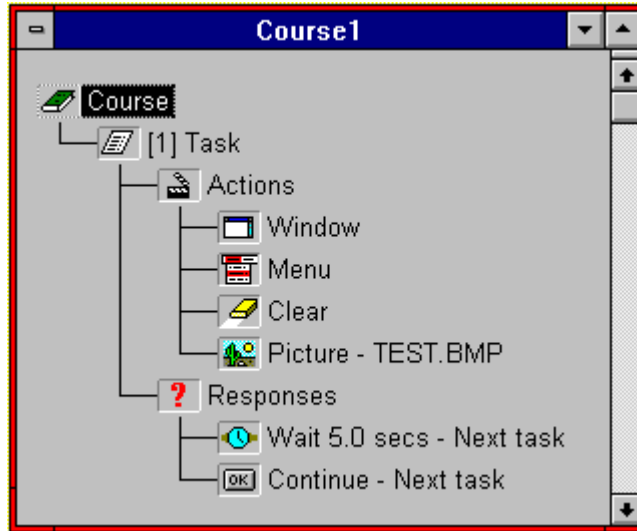 Course1
Course
[1] Task
Actions
Window
Menu
Clear
Picture - TEST.BMP
Responses
Wait 5.0 secs - Next task
OK Continue - Next task